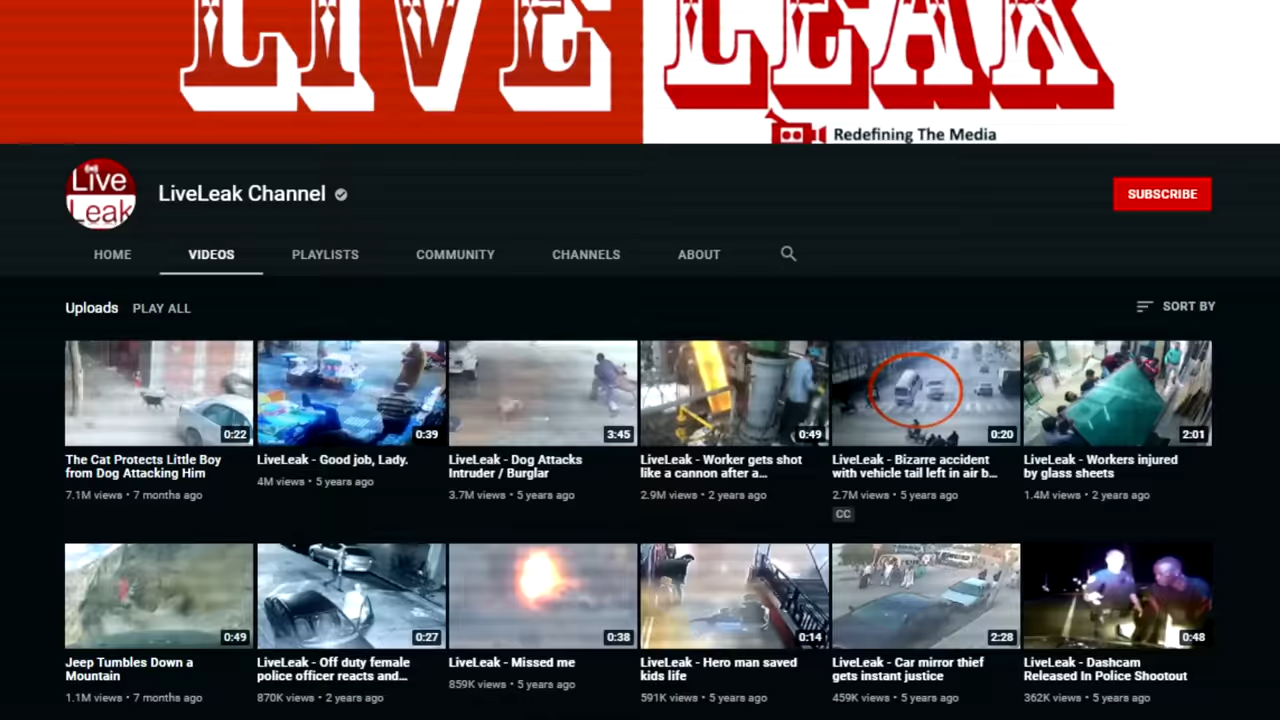 LIVE LEAK
Redefining The Media
Live
Leak
LiveLeak Channel
SUBSCRIBE
HOME VIDEOS PLAYLISTS COMMUNITY CHANNELS ABOUT
Uploads PLAY ALL SORT BY
0:22 0:39 3:45 0:49 0:20 2:01
The Cat Protects Little Boy
from Dog Attacking Him
7.1M views • 7 months ago
LiveLeak - Good job, Lady.
4M views • 5 years ago
LiveLeak - Dog Attacks
Intruder / Burglar
3.7M views • 5 years ago
LiveLeak - Worker gets shot
like a cannon after a...
2.9M views • 2 years ago
LiveLeak - Bizarre accident
with vehicle tail left in air b...
2.7M views • 5 years ago
CC
LiveLeak - Workers injured
by glass sheets
1.4M views • 2 years ago
0:49 0:27 0:38 0:14 2:28 0:48
Jeep Tumbles Down a
Mountain
1.1M views • 7 months ago
LiveLeak - Off duty female
police officer reacts and...
870K views • 2 years ago
LiveLeak - Missed me
859K views • 5 years ago
LiveLeak - Hero man saved
kids life
591K views • 5 years ago
LiveLeak - Car mirror thief
gets instant justice
459K views • 5 years ago
LiveLeak - Dashcam
Released In Police Shootout
362K views • 5 years ago